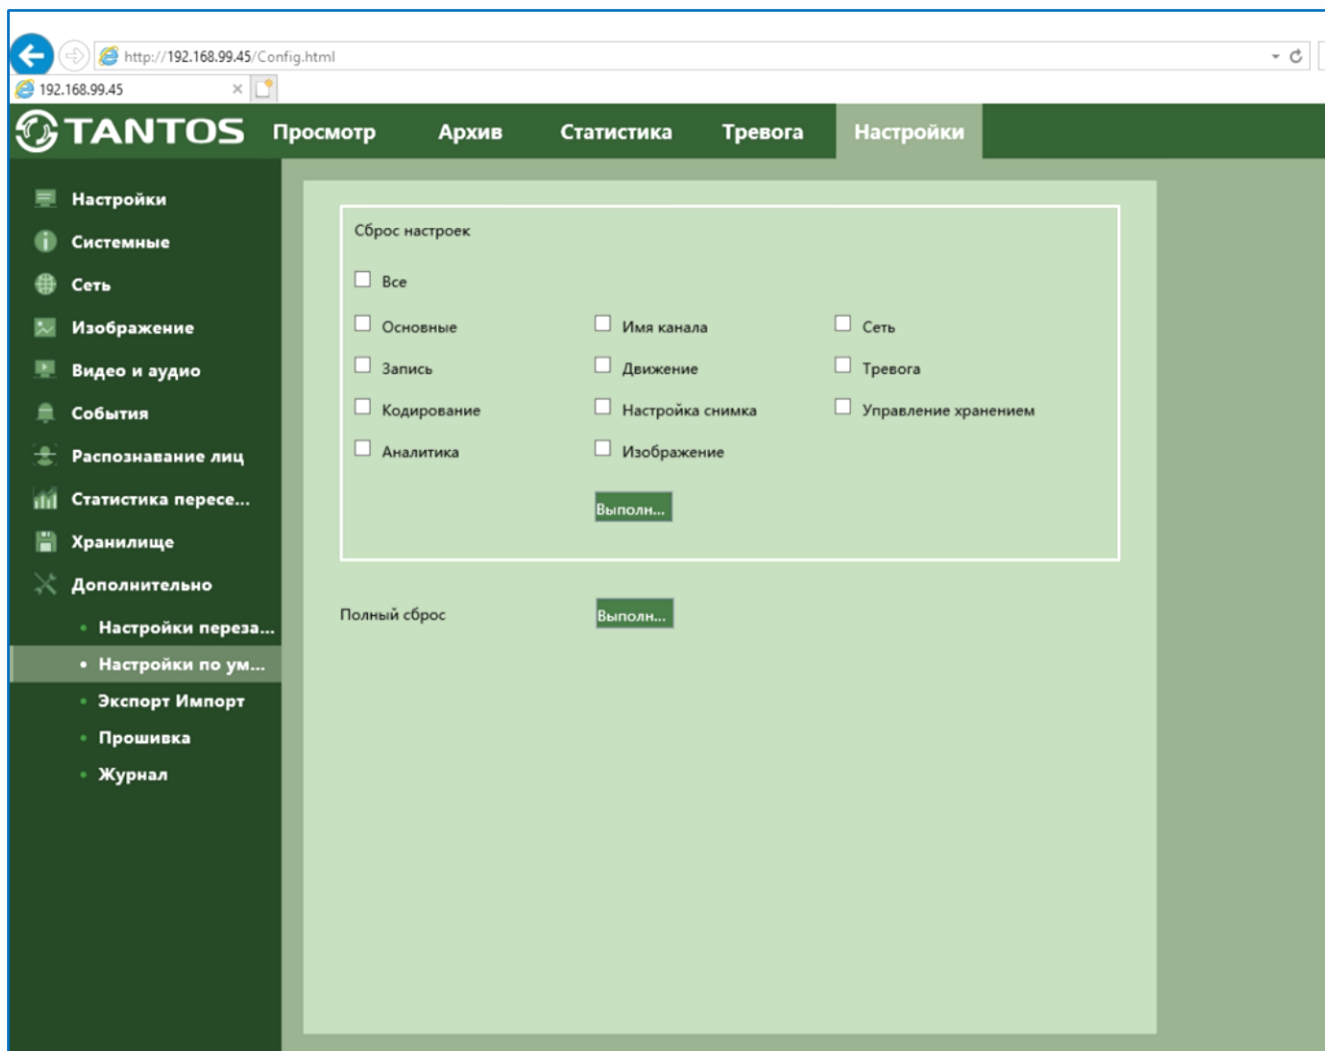 http://192.168.99.45/Config.html
192.168.99.45
TANTOS Просмотр Архив Статистика Тревога Настройки
Настройки
Системные
Сеть
Изображение
Видео и аудио
События
Распознавание лиц
Статистика пересе...
Хранилище
Дополнительно
Настройки переза...
Настройки по ум...
Экспорт Импорт
Прошивка
Журнал
Сброс настроек
Все
Основные Имя канала Сеть
Запись Движение Тревога
Кодирование Настройка снимка Управление хранением
Аналитика Изображение
Выполн...
Полный сброс Выполн...